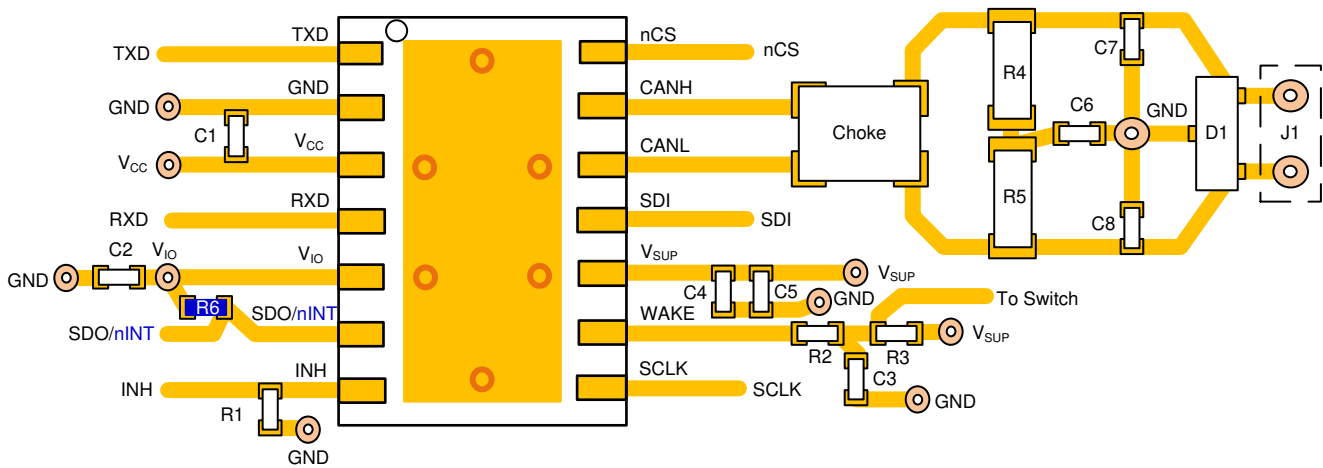 TXD
TXD
nCS
nCS
GND
GND
CANH
C1
Choke
R4
C7
C6
GND
D1
J1
VCC
VCC
CANL
RXD
RXD
SDI
SDI
R5
C8
C2
VIO
VIO
GND
VSUP
VSUP
C4
C5
GND
R6
SDO/nINT
SDO/nINT
WAKE
To Switch
R2
R3
VSUP
INH
INH
SCLK
SCLK
C3
GND
R1
GND